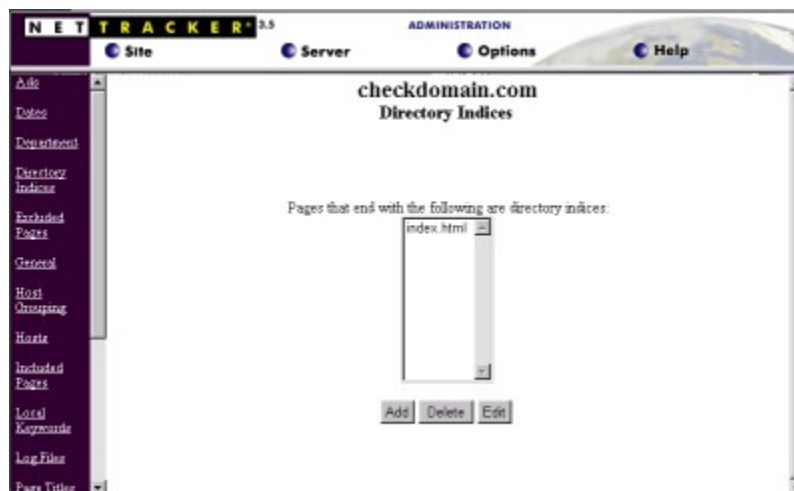 NET TRACKER® 3.5
ADMINISTRATION
Site Server Options Help
Ads
Dates
Department
Directory
Indices
Excluded
Pages
General
Host
Grouping
Hosts
Included
Pages
Local
Keywords
Log Files
Page Titles
checkdomain.com
Directory Indices
Pages that end with the following are directory indices:
index.html
Add Delete Edit